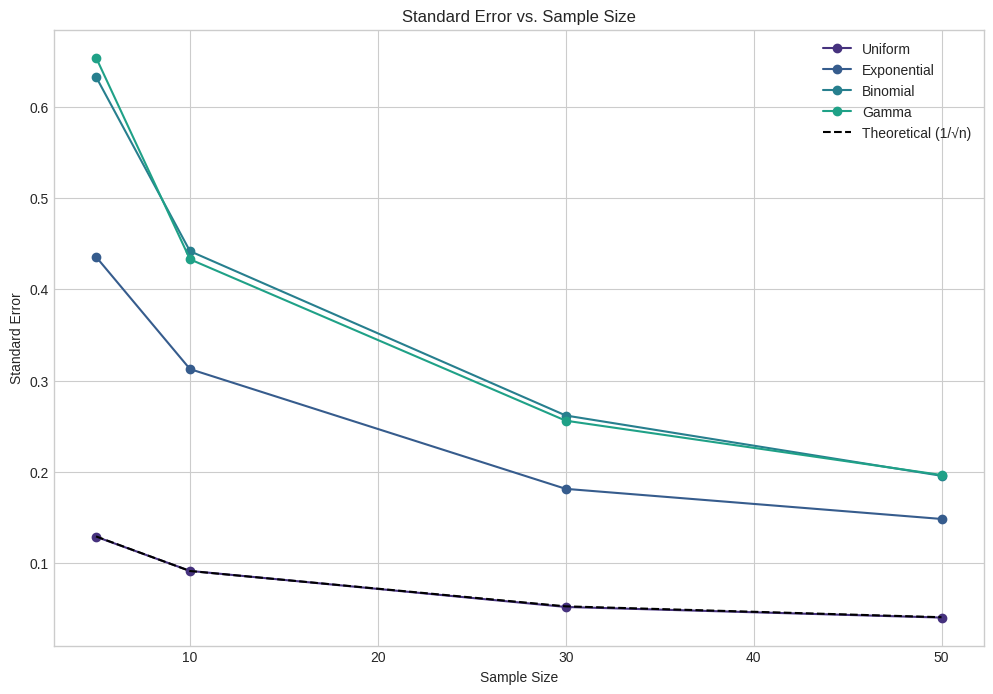 Standard Error vs. Sample Size
Uniform
Exponential
Binomial
Gamma
Theoretical (1/√n)
Standard Error
0.6
0.5
0.4
0.3
0.2
0.1
10
20
30
40
50
Sample Size